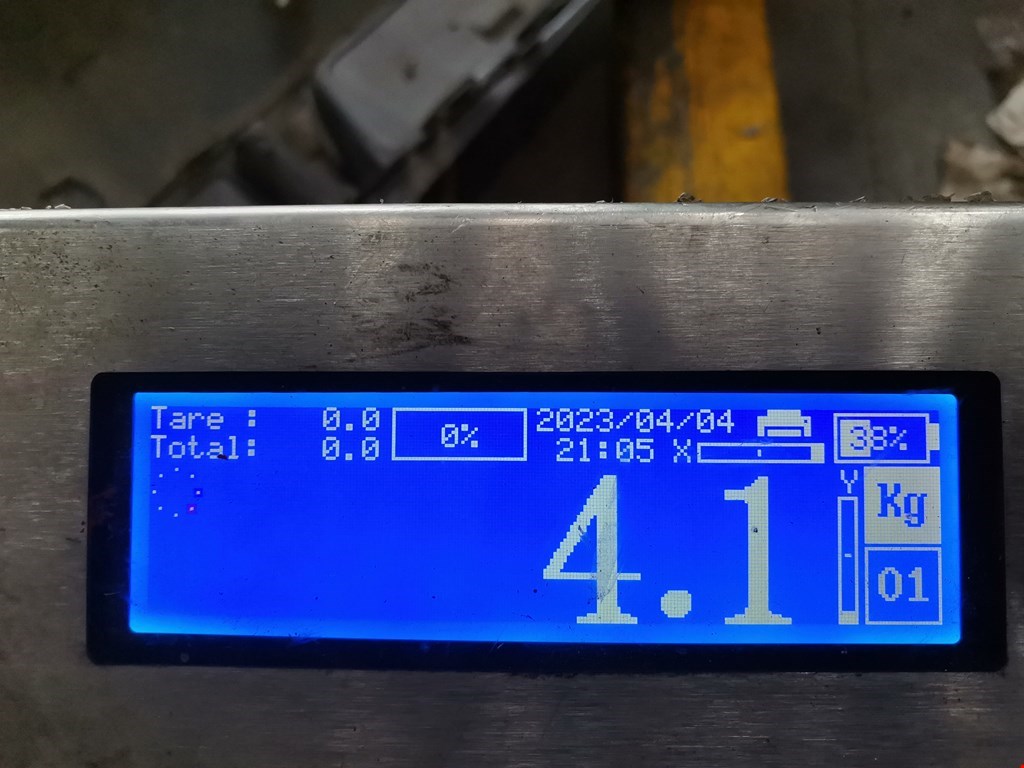 Tare : 0.0 0% 2023/04/04 38%
Total: 0.0 21:05 X
Y
Kg
4.1
01